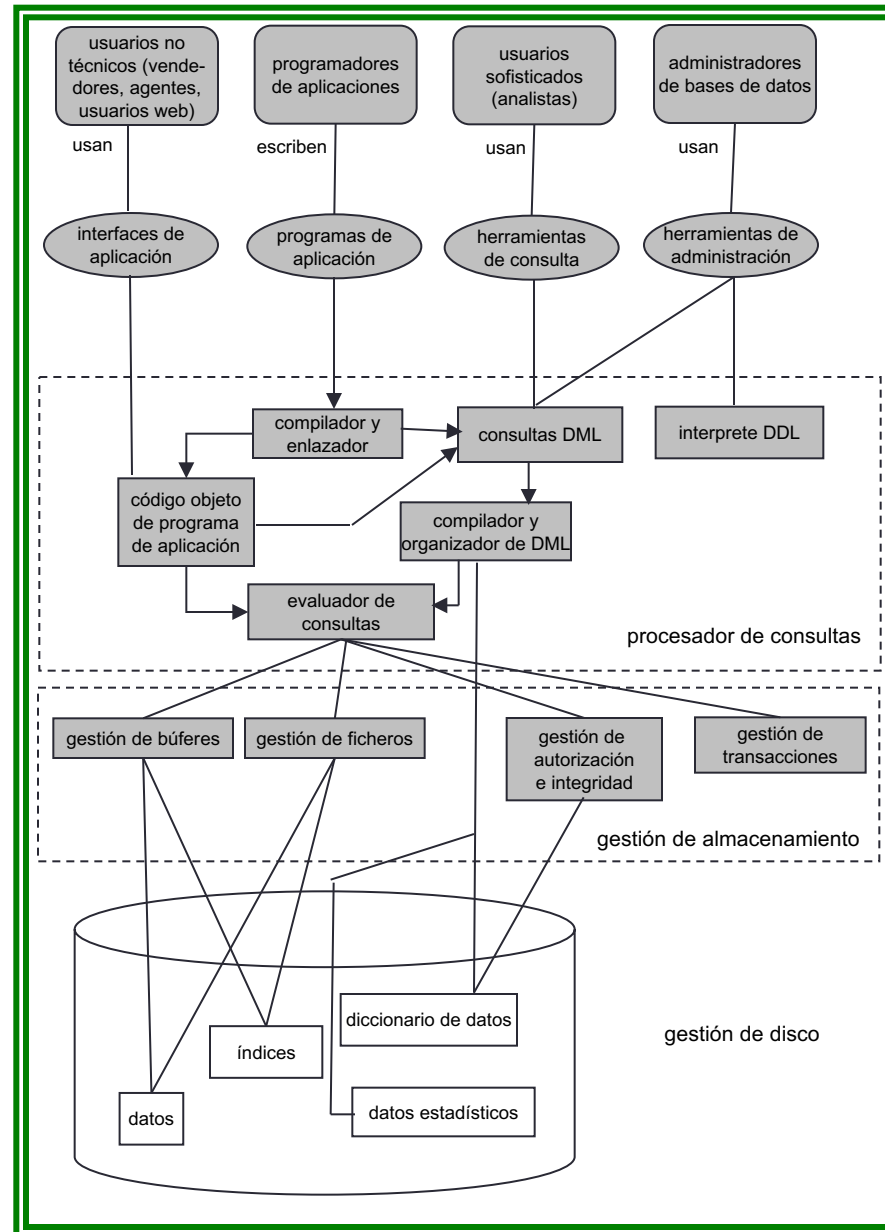 usuarios no
técnicos (vende-
dores, agentes,
usuarios web)
programadores
de aplicaciones
usuarios
sofisticados
(analistas)
administradores
de bases de datos
usan
escriben
usan
usan
interfaces de
aplicación
programas de
aplicación
herramientas
de consulta
herramientas de
administración
compilador y
enlazador
consultas DML
interprete DDL
código objeto
de programa
de aplicación
compilador y
organizador de DML
evaluador de
consultas
procesador de consultas
gestión de búferes
gestión de ficheros
gestión de
autorización
e integridad
gestión de
transacciones
gestión de almacenamiento
diccionario de datos
índices
gestión de disco
datos
datos estadísticos